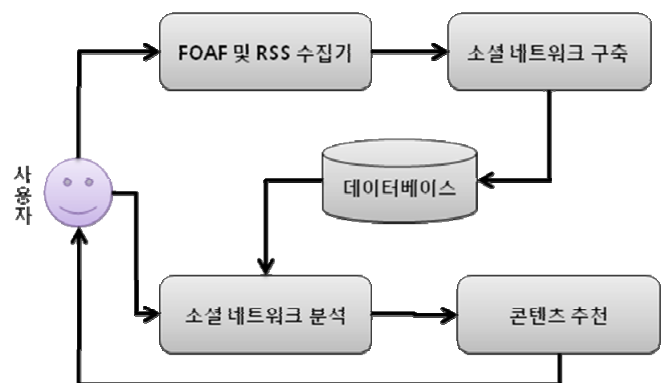 FOAF 및 RSS 수집기
소셜 네트워크 구축
사용자
데이터베이스
소셜 네트워크 분석
콘텐츠 추천